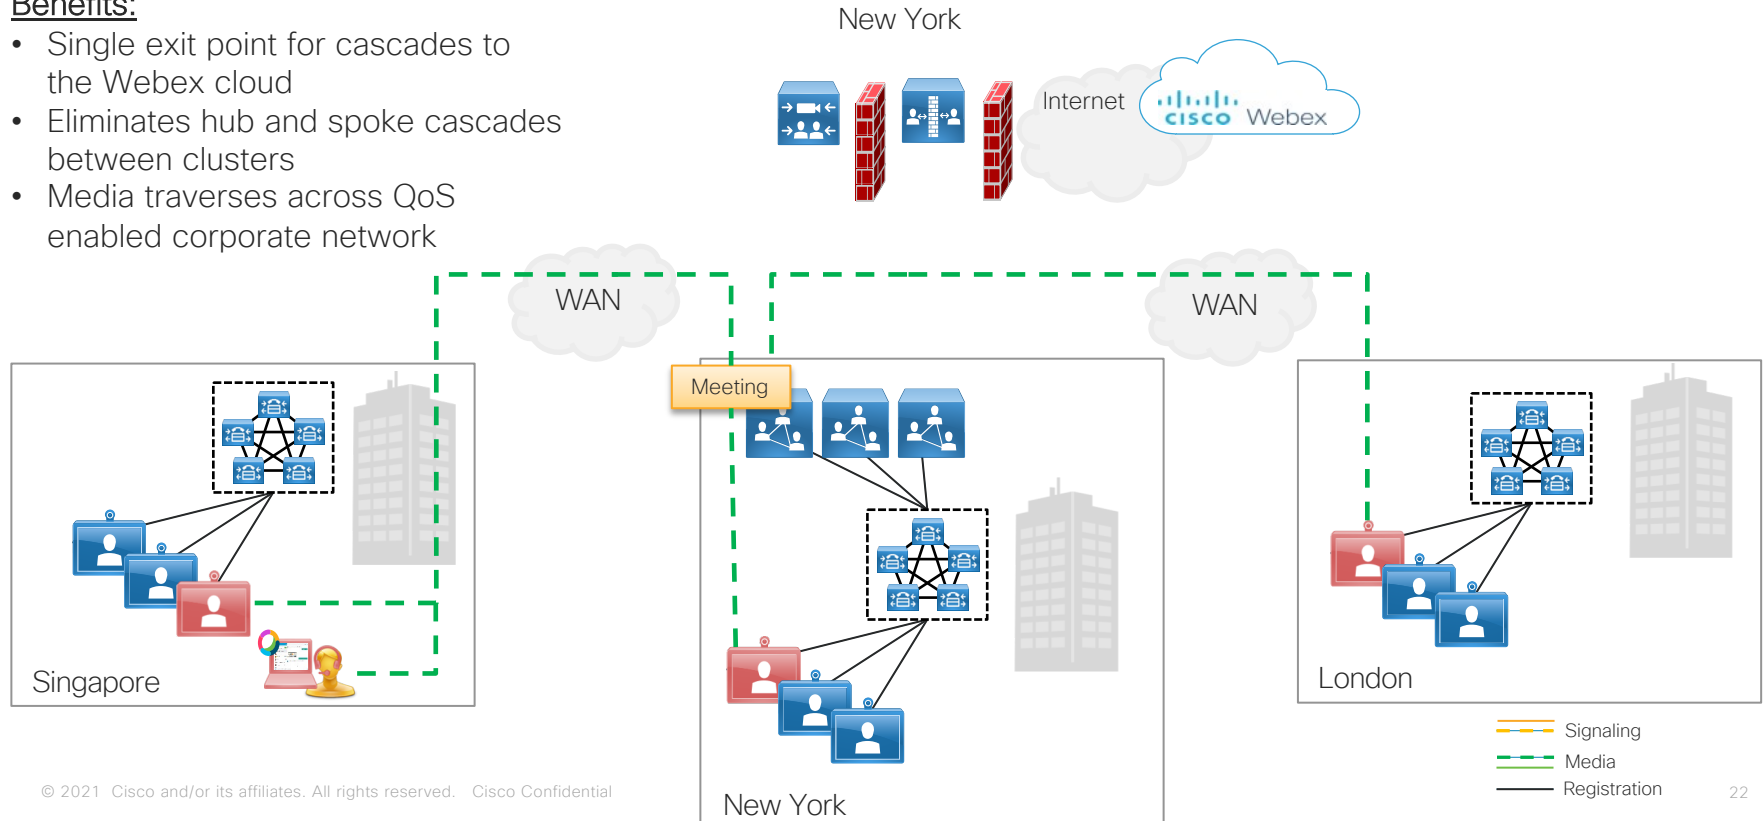 Benefits:
• Single exit point for cascades to
the Webex cloud
• Eliminates hub and spoke cascades
between clusters
• Media traverses across QoS
enabled corporate network
New York
Internet
CISCO Webex
WAN
WAN
Meeting
Singapore
New York
London
Signaling
Media
Registration
© 2021 Cisco and/or its affiliates. All rights reserved. Cisco Confidential
22